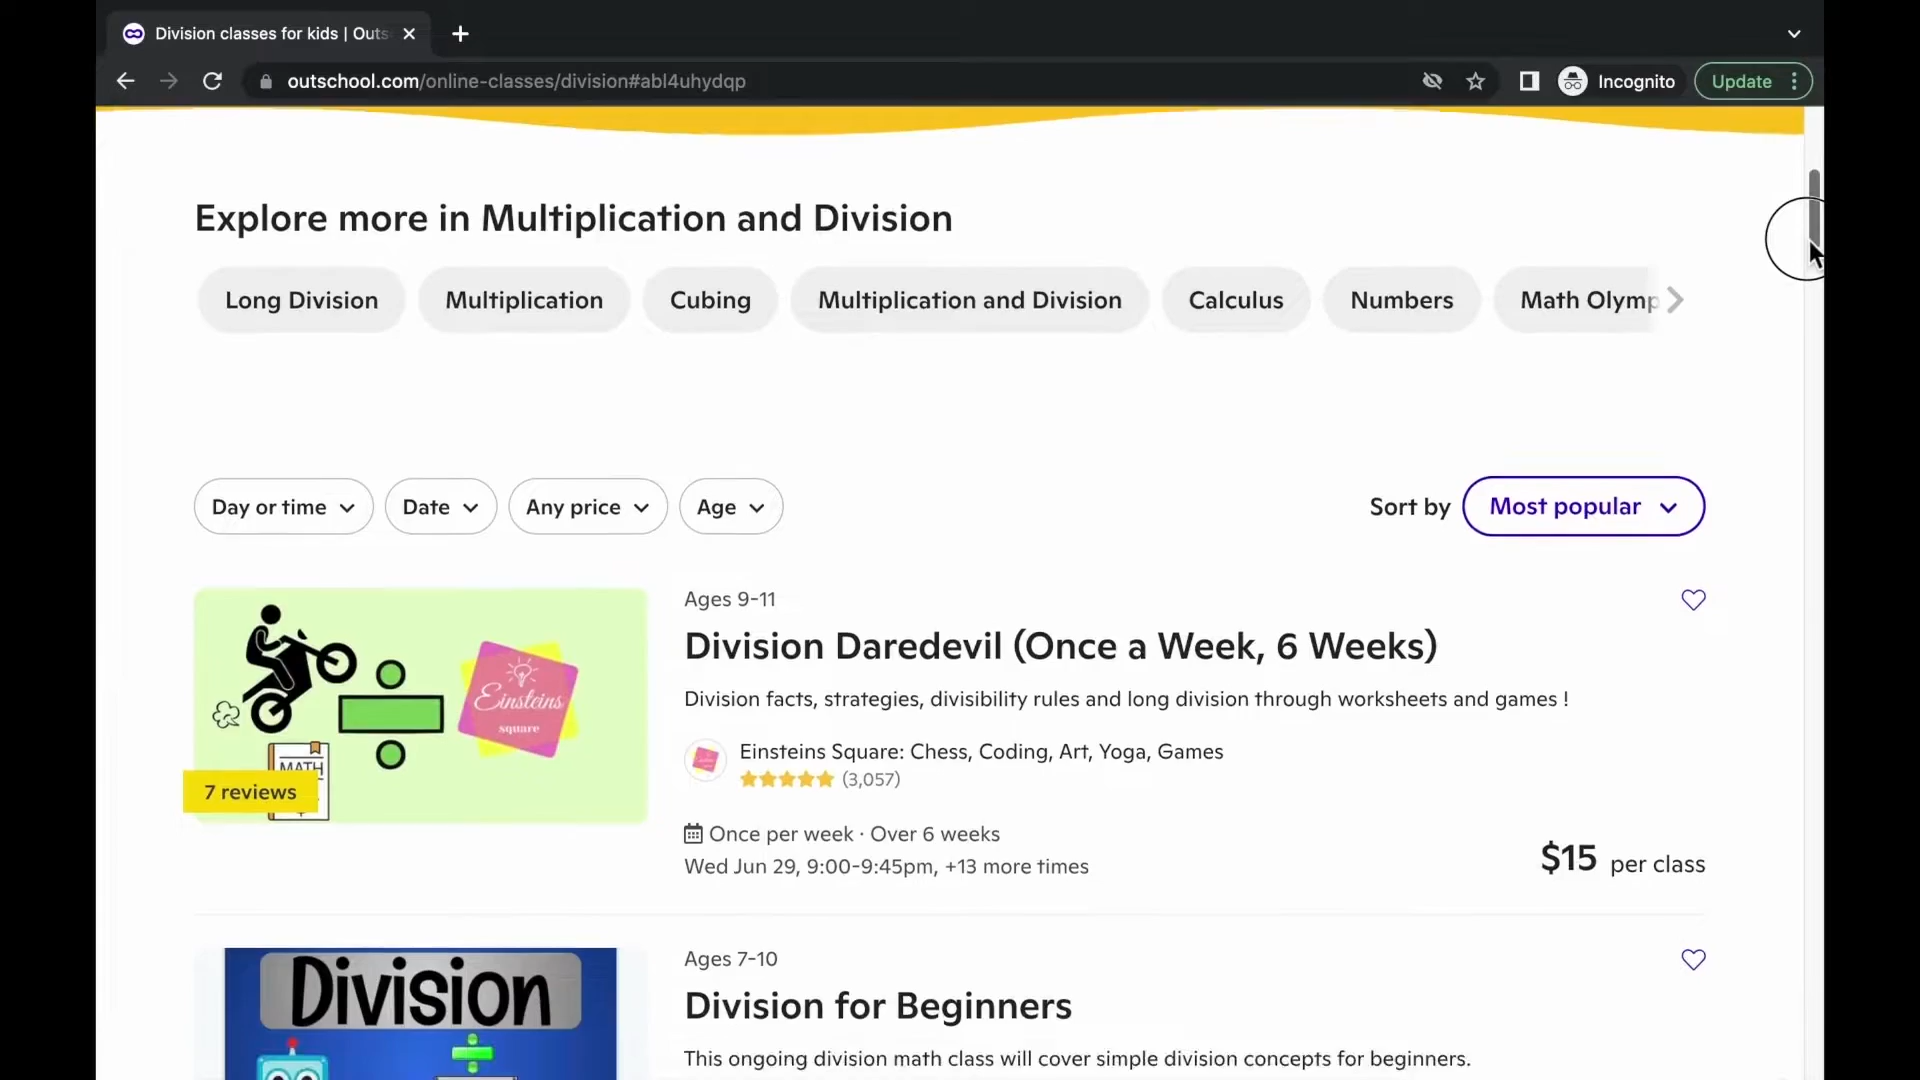 Division classes for kids | Outs
outschool.com/online-classes/division#abl4uhydqp
Incognito
Update
Explore more in Multiplication and Division
Long Division
Multiplication
Cubing
Multiplication and Division
Calculus
Numbers
Math Olymp
Day or time
Date
Any price
Age
Sort by
Most popular
Einsteins
square
MATH
7 reviews
Ages 9-11
Division Daredevil (Once a Week, 6 Weeks)
Division facts, strategies, divisibility rules and long division through worksheets and games !
Einsteins Square: Chess, Coding, Art, Yoga, Games
(3,057)
Once per week · Over 6 weeks
Wed Jun 29, 9:00-9:45pm, +13 more times
$15 per class
Division
Ages 7-10
Division for Beginners
This ongoing division math class will cover simple division concepts for beginners.